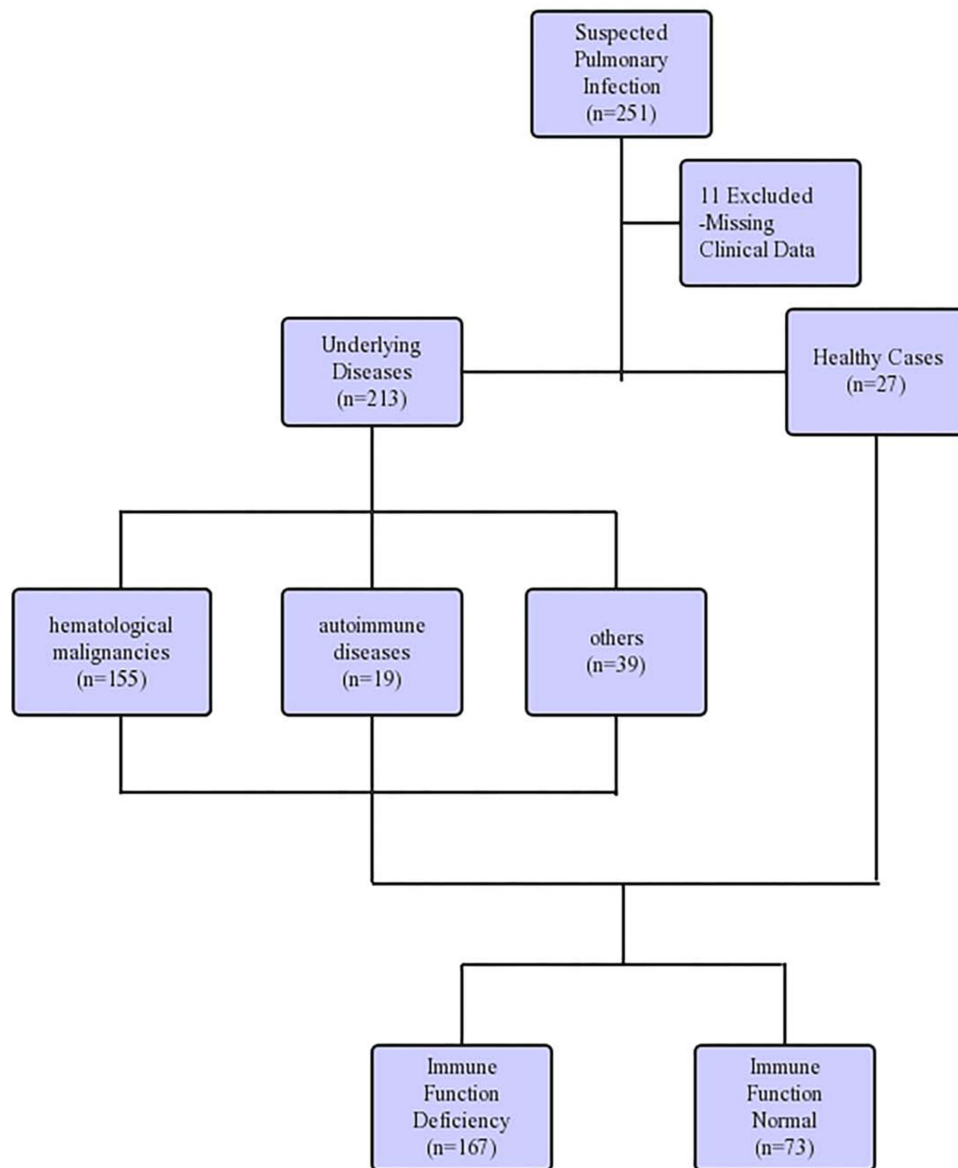 Suspected
Pulmonary
Infection
(n=251)
11 Excluded
-Missing
Clinical Data
Underlying
Diseases
(n=213)
Healthy Cases
(n=27)
hematological
malignancies
(n=155)
autoimmune
diseases
(n=19)
others
(n=39)
Immune
Function
Deficiency
(n=167)
Immune
Function
Normal
(n=73)